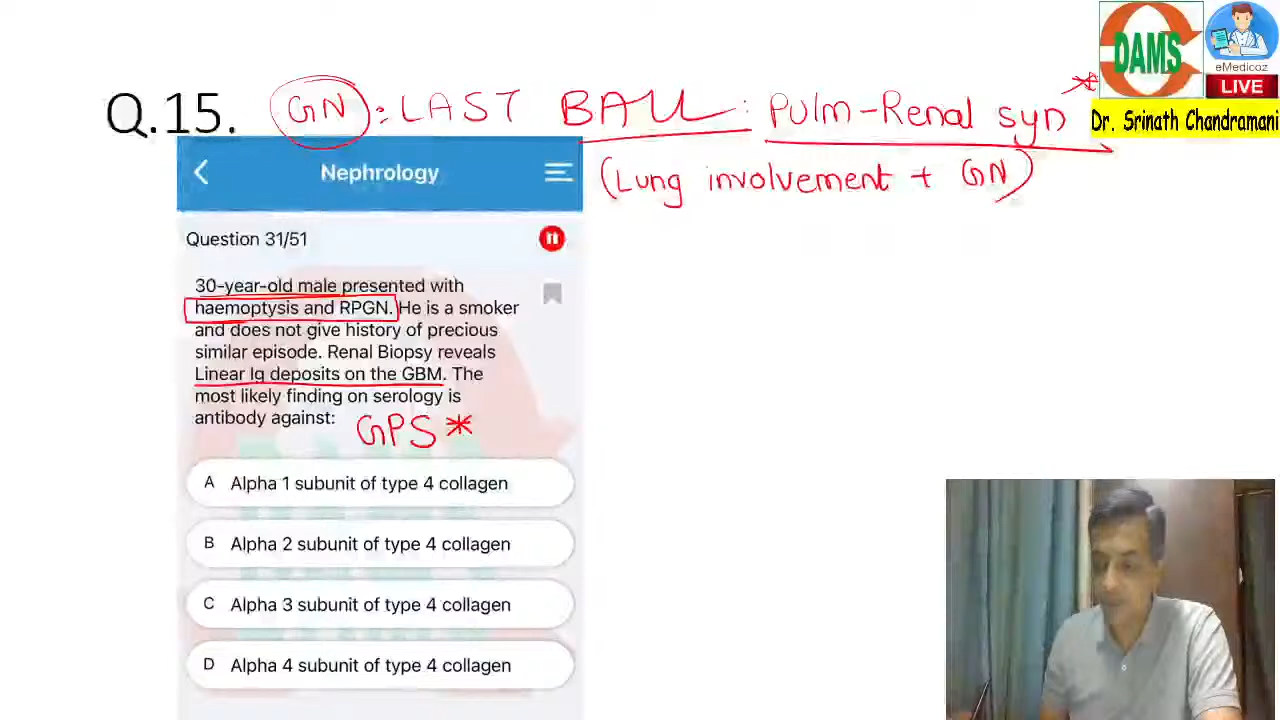 DAMS
eMedicoz
LIVE
Dr. Srinath Chandramani
Q.15. GN : LAST BALL : Pulm-Renal syn *
(Lung involvement + GN)
Nephrology
Question 31/51
30-year-old male presented with
haemoptysis and RPGN. He is a smoker
and does not give history of precious
similar episode. Renal Biopsy reveals
Linear Ig deposits on the GBM. The
most likely finding on serology is
antibody against: GPS *
A Alpha 1 subunit of type 4 collagen
B Alpha 2 subunit of type 4 collagen
C Alpha 3 subunit of type 4 collagen
D Alpha 4 subunit of type 4 collagen